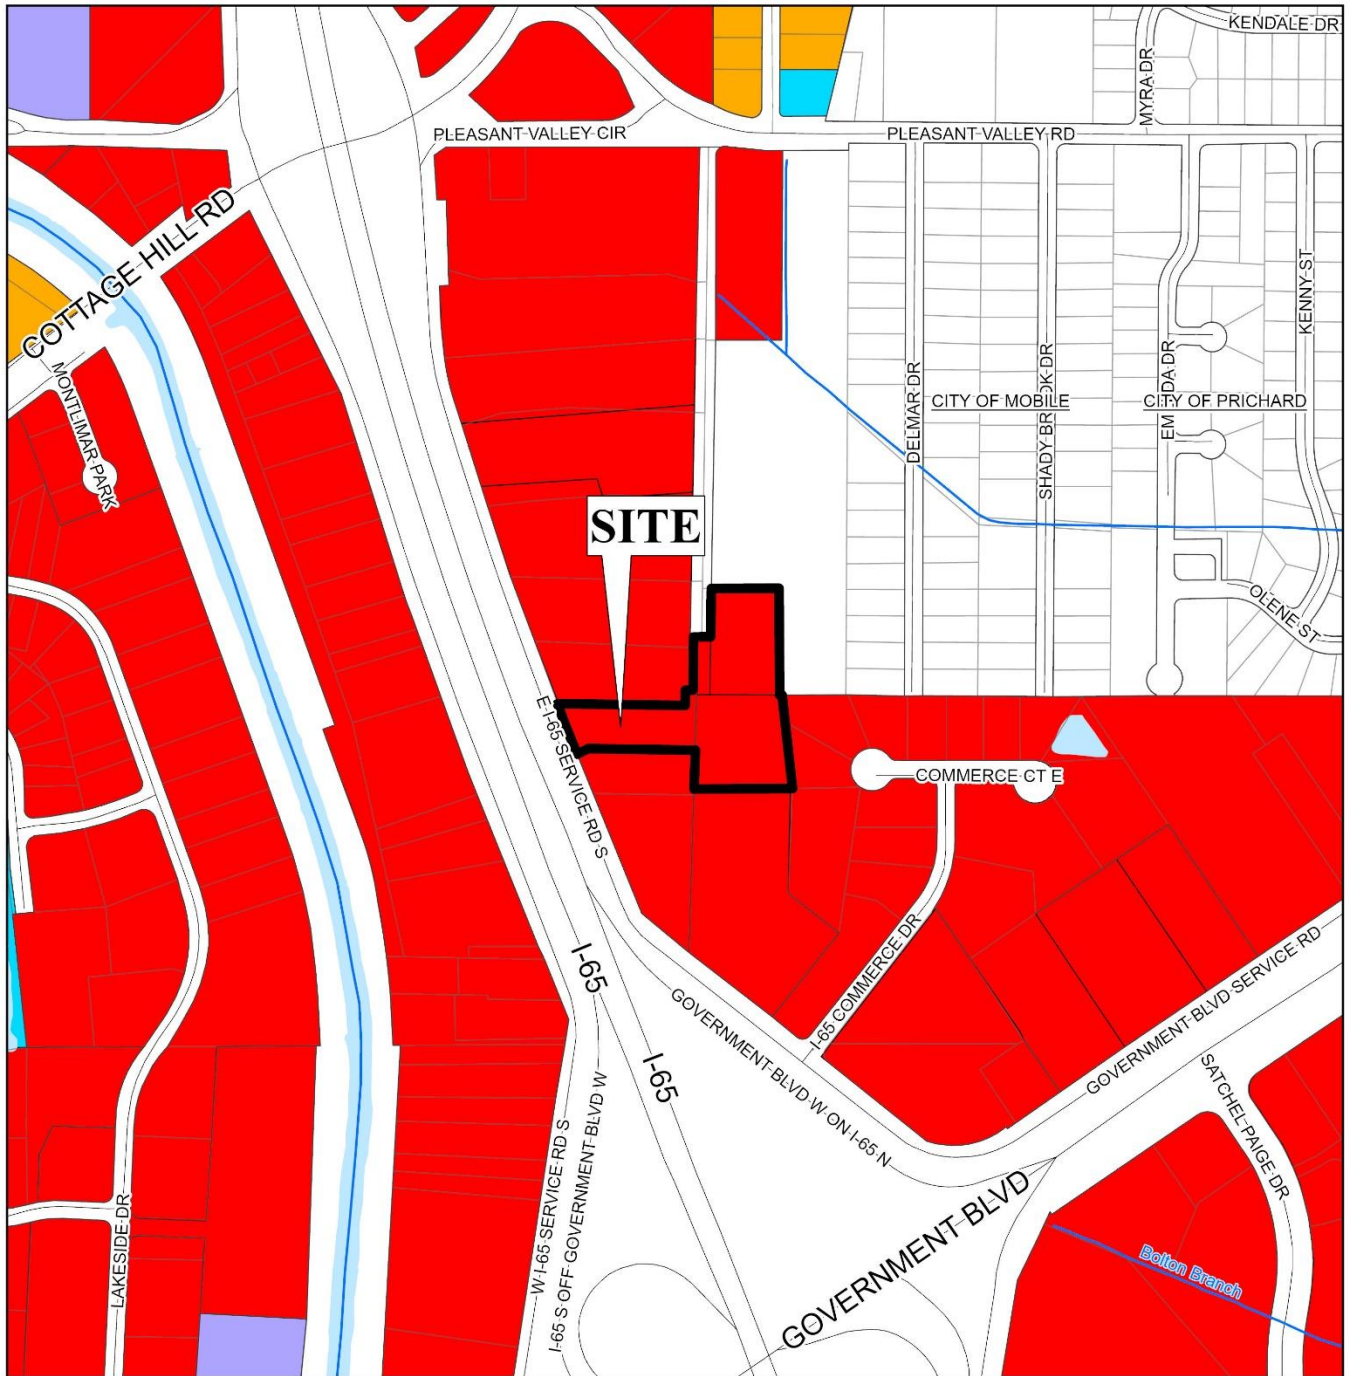 KENDALE DR
MYRA DR
PLEASANT VALLEY CIR
PLEASANT VALLEY RD
COTTAGE HILL RD
MONTLIMAR PARK
DELMAR DR
CITY OF MOBILE
CITY OF PRICHARD
KENNY ST
SITE
OLENE ST
E I-65 SERVICE RD S
COMMERCE CT E
I-65 COMMERCE DR
I-65
I-65
GOVERNMENT BLVD SERVICE RD
GOVERNMENT BLVD W ON I-65 N
SATCHEL PAIGE DR
W I-65 SERVICE RD S
I-65 S OFF GOVERNMENT BLVD W
LAKESIDE DR
GOVERNMENT BLVD
Bolton Branch